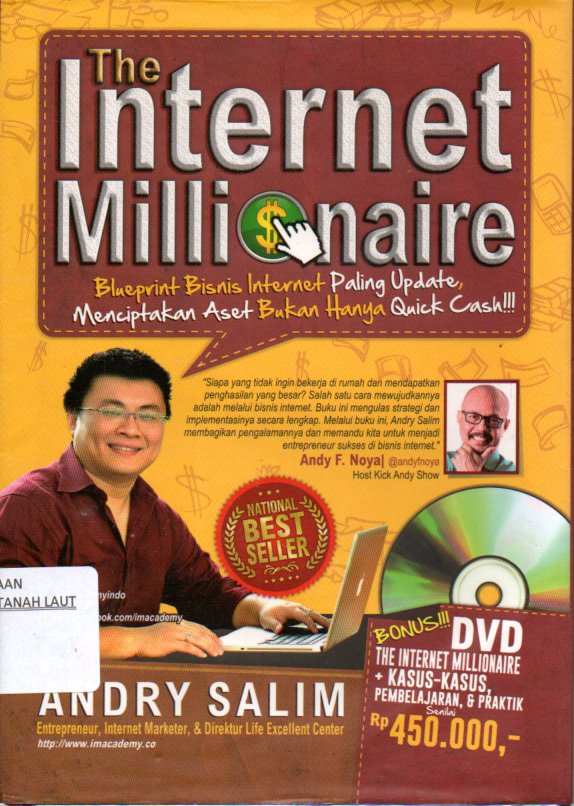 The
Internet
Milli$naire
Blueprint Bisnis Internet Paling Update,
Menciptakan Aset Bukan Hanya Quick Cash!!!
"Siapa yang tidak ingin bekerja di rumah dan mendapatkan
penghasilan yang besar? Salah satu cara mewujudkannya
adalah melalui bisnis internet. Buku ini mengulas strategi dan
implementasinya secara lengkap. Melalui buku ini, Andry Salim
membagikan pengalamannya dan memandu kita untuk menjadi
entrepreneur sukses di bisnis internet."
Andy F. Noya| @andyfnoya
Host Kick Andy Show
NATIONAL
BEST
SELLER
AAN
TANAH LAUT
nyindo
ook.com/imacademy
BONUS!!!
DVD
THE INTERNET MILLIONAIRE
+ KASUS-KASUS,
PEMBELAJARAN, & PRAKTIK
Senilai
Rp 450.000,-
ANDRY SALIM
Entrepreneur, Internet Marketer, & Direktur Life Excellent Center
http://www.imacademy.co